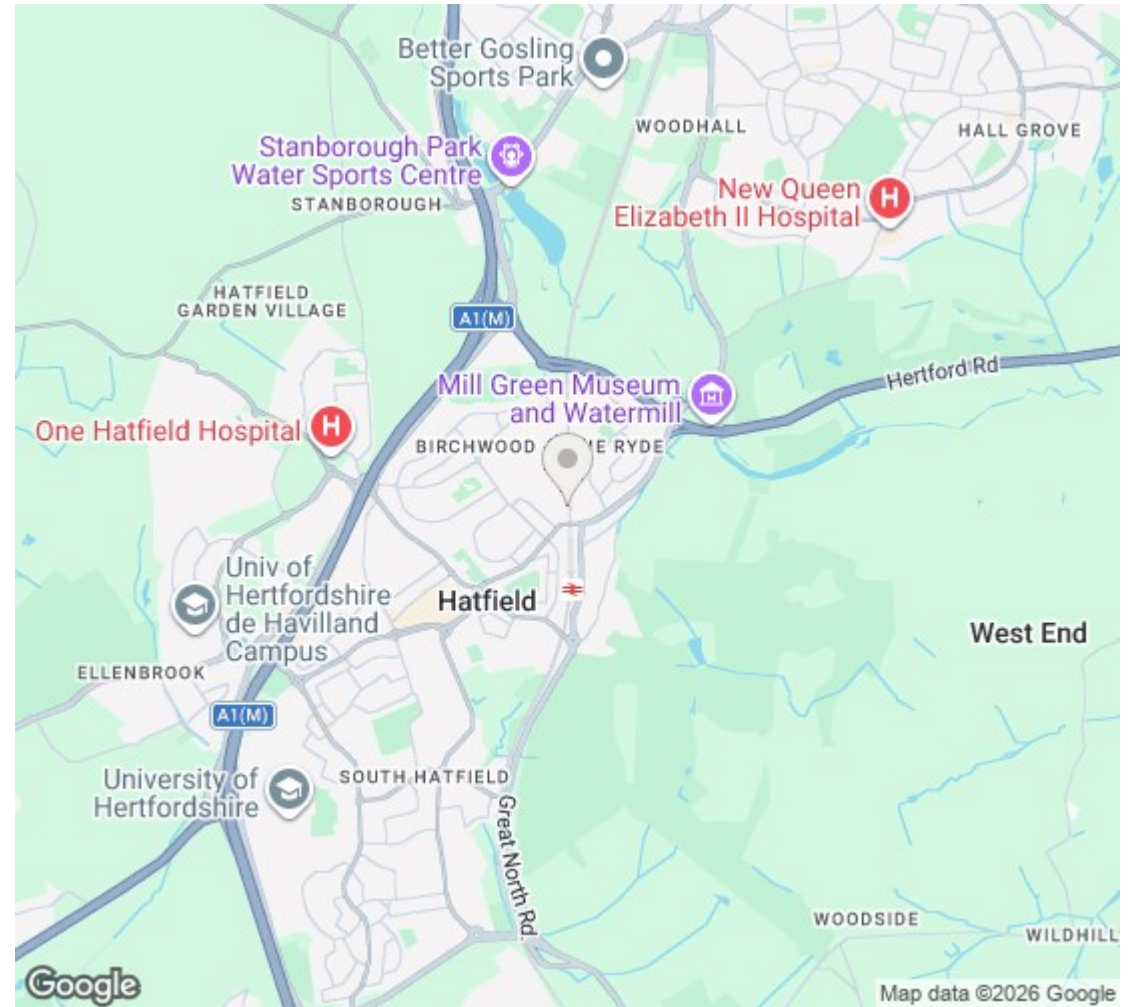 Better Gosling
Sports Park
WOODHALL
HALL GROVE
Stanborough Park
Water Sports Centre
STANBOROUGH
New Queen
Elizabeth II Hospital
HATFIELD
GARDEN VILLAGE
A1(M)
Hertford Rd
Mill Green Museum
and Watermill
One Hatfield Hospital
H
H
BIRCHWOOD
RYDE
Univ of
Hertfordshire
de Havilland
Campus
Hatfield
West End
ELLENBROOK
A1(M)
University of
Hertfordshire
SOUTH HATFIELD
Great North Rd
WOODSIDE
WILDHILL
Google
Map data ©2026 Google